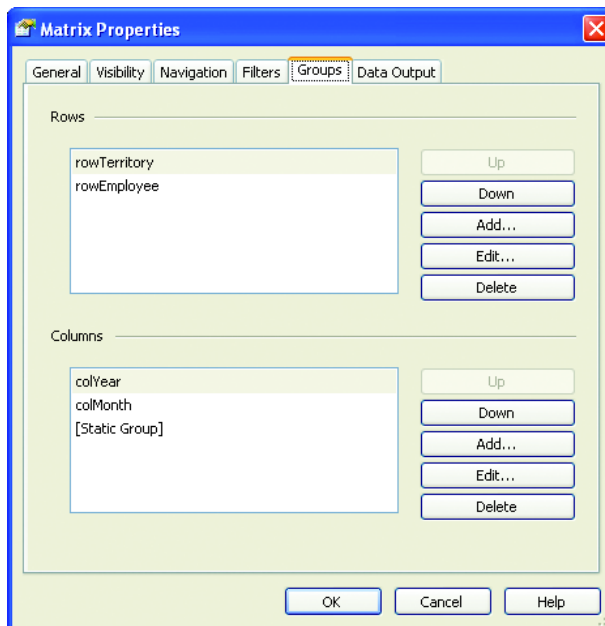 Matrix Properties
General Visibility Navigation Filters Groups Data Output
Rows
rowTerritory
rowEmployee
Up
Down
Add...
Edit...
Delete
Columns
colYear
colMonth
[Static Group]
Up
Down
Add...
Edit...
Delete
OK Cancel Help